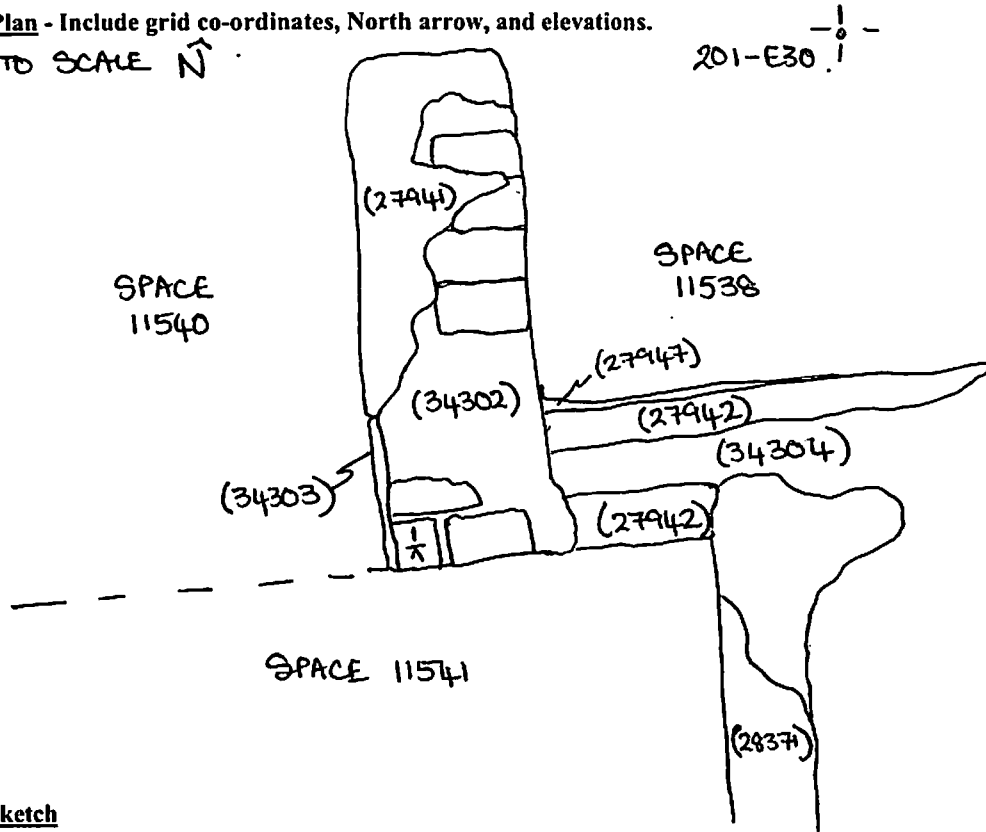 Plan - Include grid co-ordinates, North arrow, and elevations.
TO SCALE N
201-E30
(27941)
SPACE
11540
SPACE
11538
(27947)
(34302)
(27942)
(34304)
(34303)
(27942)
SPACE 11541
(28371)
ketch